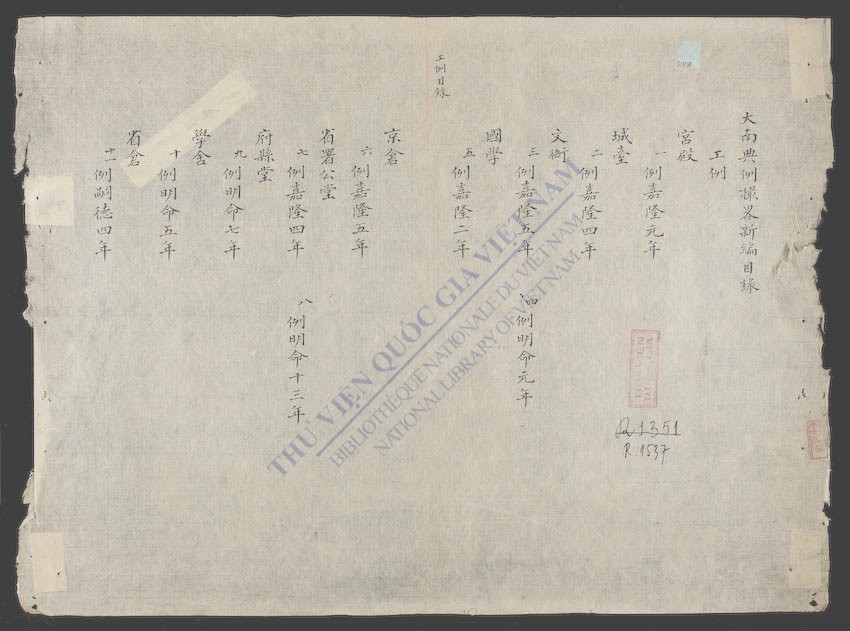 大南典例撮畧新編目錄
工例
宮殿
一 例嘉隆元年
城臺
二 例嘉隆四年
文
三 例嘉隆五年 四 例明命元年
國學
五 例嘉隆二年
工例目錄
京倉
六 例嘉隆五年
省署公堂
七 例嘉隆四年 八 例明命十三年
府縣堂
九 例明命七年
學舍
十 例明命五年
省倉
十一 例嗣德四年
R.1351
R.1537
THƯ VIỆN QUỐC GIA VIỆT NAM
BIBLIOTHÈQUE NATIONALE DU VIETNAM
NATIONAL LIBRARY OF VIETNAM